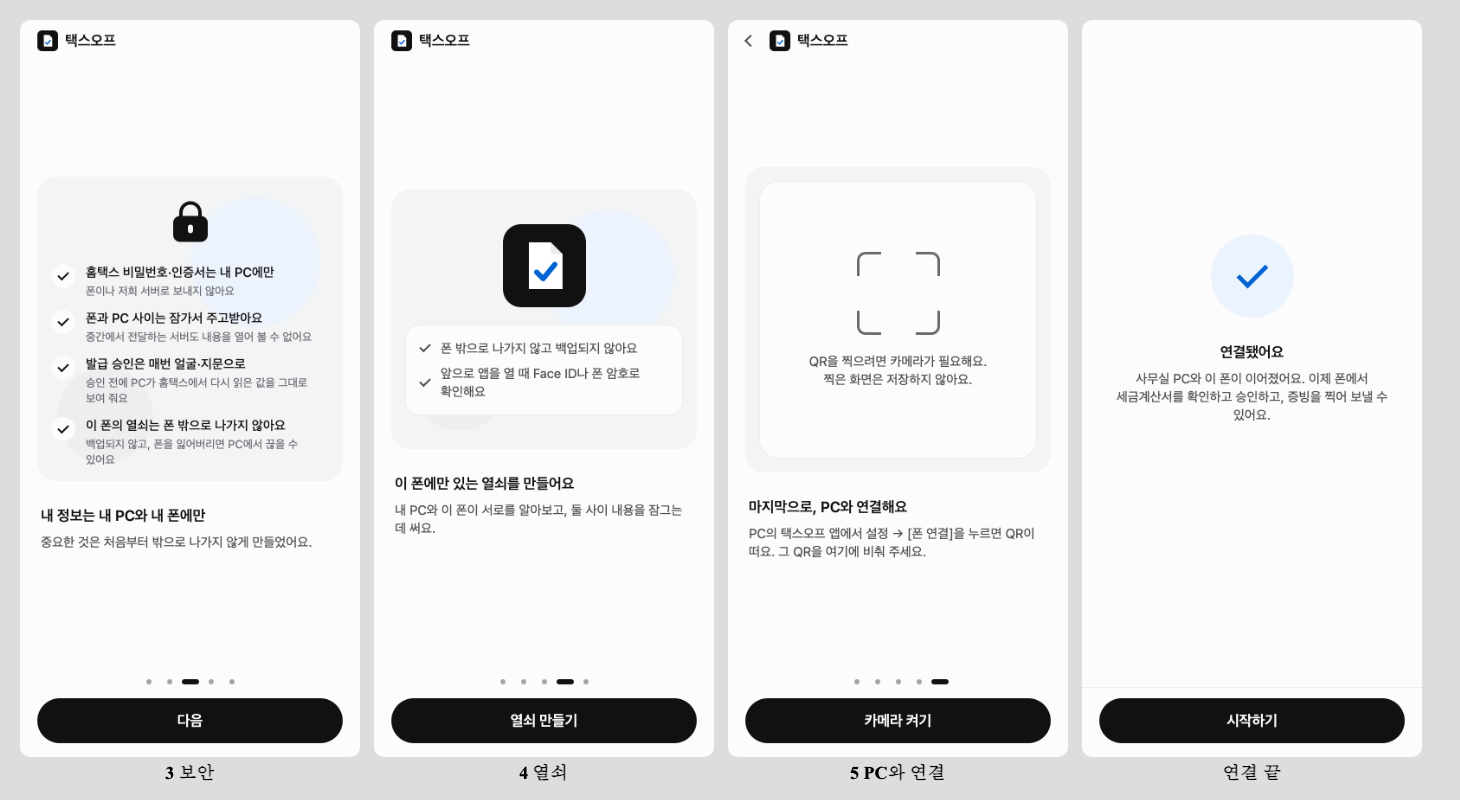 택스오프
홈택스 비밀번호·인증서는 내 PC에만
폰이나 저희 서버로 보내지 않아요
폰과 PC 사이는 잠가서 주고받아요
중간에서 전달하는 서버도 내용을 열어 볼 수 없어요
발급 승인은 매번 얼굴·지문으로
승인 전에 PC가 홈택스에서 다시 읽은 값을 그대로
보여 줘요
이 폰의 열쇠는 폰 밖으로 나가지 않아요
백업되지 않고, 폰을 잃어버리면 PC에서 끊을 수
있어요
내 정보는 내 PC와 내 폰에만
중요한 것은 처음부터 밖으로 나가지 않게 만들었어요.
다음
3 보안
택스오프
폰 밖으로 나가지 않고 백업되지 않아요
앞으로 앱을 열 때 Face ID나 폰 암호로
확인해요
이 폰에만 있는 열쇠를 만들어요
내 PC와 이 폰이 서로를 알아보고, 둘 사이 내용을 잠그는
데 써요.
열쇠 만들기
4 열쇠
택스오프
QR을 찍으려면 카메라가 필요해요.
찍은 화면은 저장하지 않아요.
마지막으로, PC와 연결해요
PC의 택스오프 앱에서 설정 → [폰 연결]을 누르면 QR이
떠요. 그 QR을 여기에 비춰 주세요.
카메라 켜기
5 PC와 연결
연결됐어요
사무실 PC와 이 폰이 이어졌어요. 이제 폰에서
세금계산서를 확인하고 승인하고, 증빙을 찍어 보낼 수
있어요.
시작하기
연결 끝